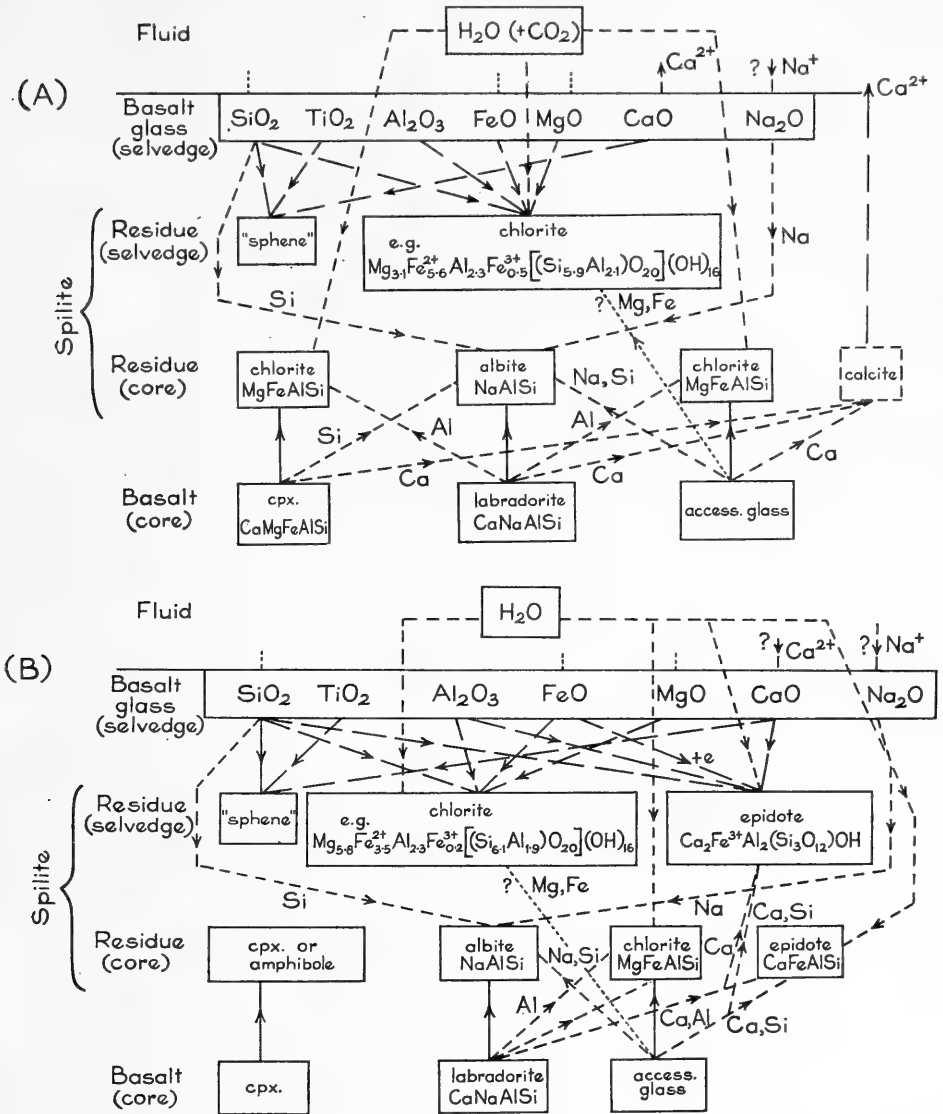 Fluid
H₂O (+CO₂)
Ca²⁺
? Na⁺
Ca²⁺
(A)
Basalt glass (selvedge)
SiO₂ TiO₂ Al₂O₃ FeO MgO CaO Na₂O
Spilite
Residue (selvedge)
"sphene"
chlorite
e.g.
Mg₃.₁Fe²⁺₅.₆Al₂.₃Fe³⁺₀.₅[(Si₅.₉Al₂.₁)O₂₀](OH)₁₆
Na
Si
? Mg,Fe
Residue (core)
chlorite
MgFeAlSi
albite
NaAlSi
Na,Si
chlorite
MgFeAlSi
calcite
Si
Al
Al
Ca
Ca
Ca
Basalt (core)
cpx.
CaMgFeAlSi
labradorite
CaNaAlSi
access. glass
Fluid
H₂O
? Ca²⁺
? Na⁺
(B)
Basalt glass (selvedge)
SiO₂ TiO₂ Al₂O₃ FeO MgO CaO Na₂O
+e
Spilite
Residue (selvedge)
"sphene"
chlorite
e.g.
Mg₅.₈Fe²⁺₃.₅Al₂.₃Fe³⁺₀.₂[(Si₆.₁Al₁.₉)O₂₀](OH)₁₆
epidote
Ca₂Fe³⁺Al₂(Si₃O₁₂)OH
Si
? Mg,Fe
Na
Ca,Si
Residue (core)
cpx. or amphibole
albite
NaAlSi
Na,Si
chlorite
MgFeAlSi
Ca
epidote
CaFeAlSi
Al
Ca,Al
Ca,Si
Basalt (core)
cpx.
labradorite
CaNaAlSi
access. glass